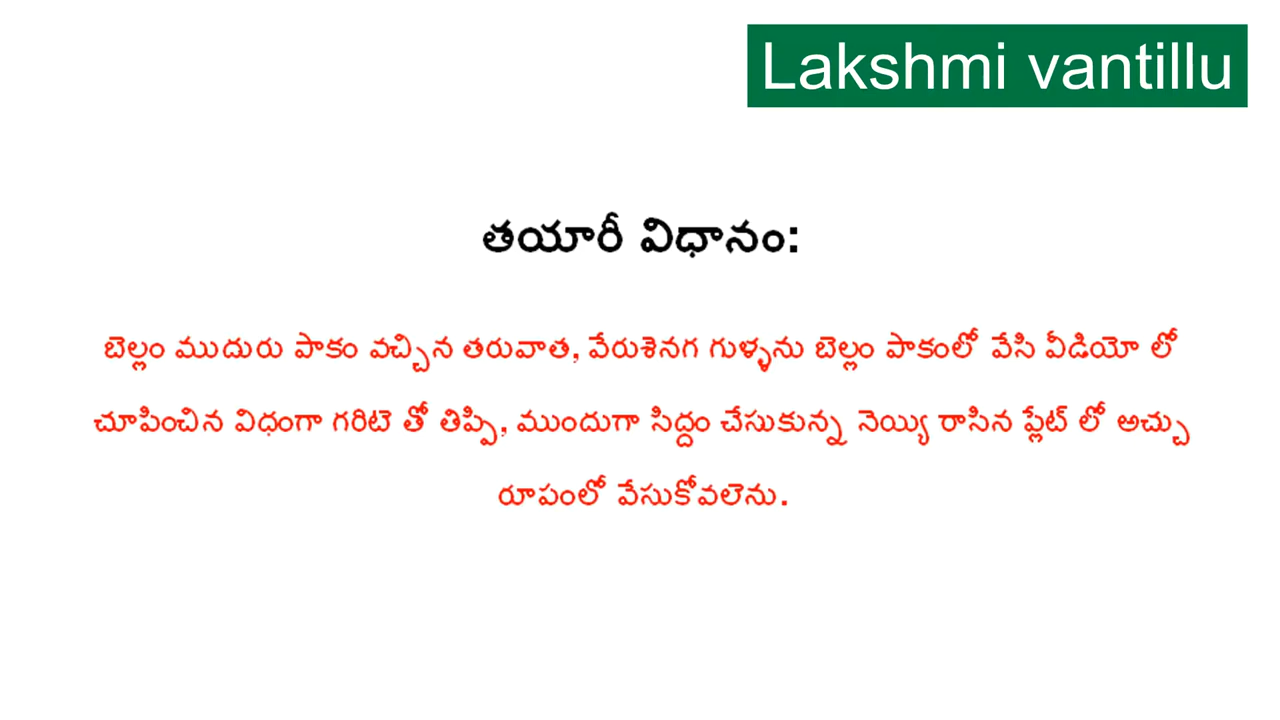 Lakshmi vantillu
తయారీ విధానం:
బెల్లం ముదురు పాకం వచ్చిన తరువాత, వేరుశెనగ గుళ్ళను బెల్లం పాకంలో వేసి వీడియో లో
చూపించిన విధంగా గరిటె తో తిప్పి, ముందుగా సిద్దం చేసుకున్న నెయ్యి రాసిన ప్లేట్ లో అచ్చు
రూపంలో వేసుకోవలెను.